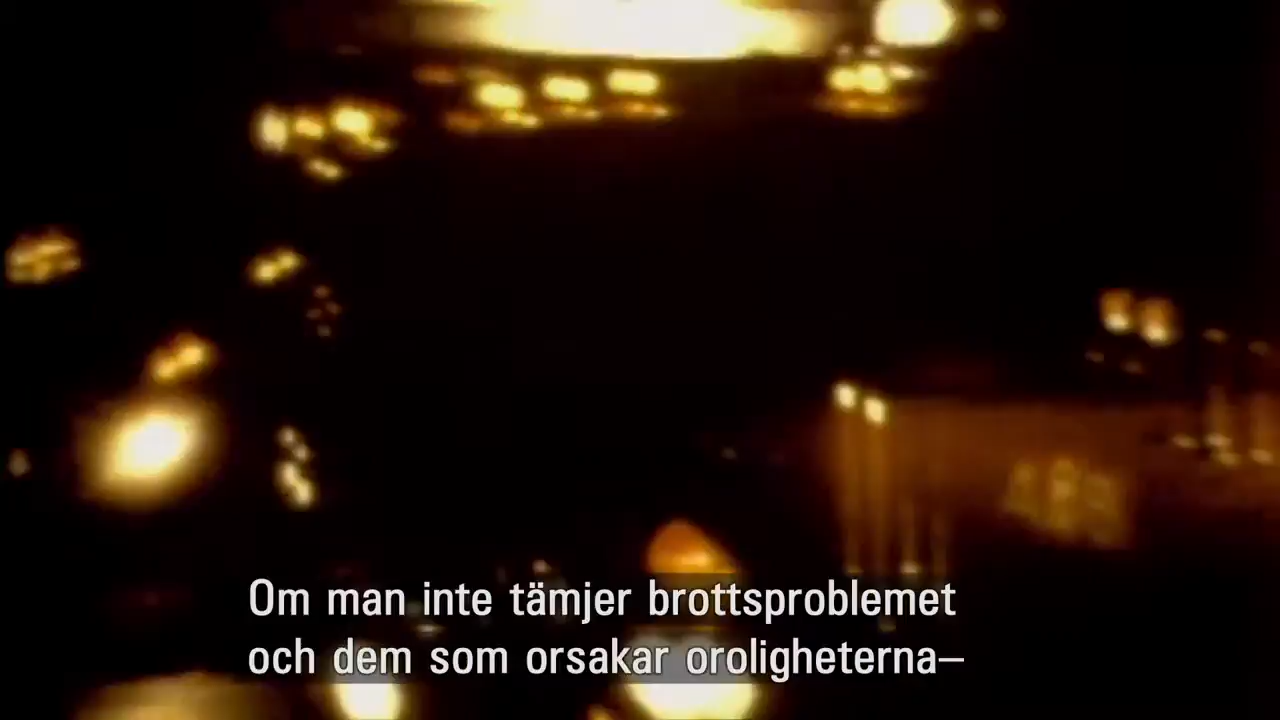 Om man inte tämjer brottsproblemet
och dem som orsakar oroligheterna–